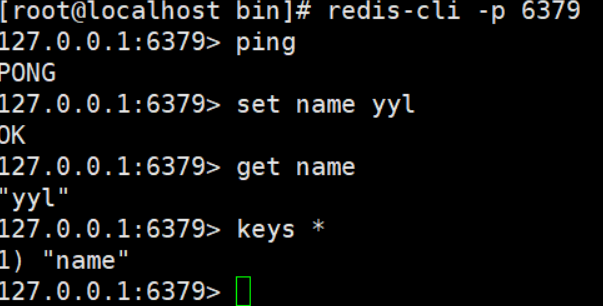 [root@localhost bin]# redis-cli -p 6379
127.0.0.1:6379> ping
PONG
127.0.0.1:6379> set name yyl
OK
127.0.0.1:6379> get name
"yyl"
127.0.0.1:6379> keys *
1) "name"
127.0.0.1:6379>